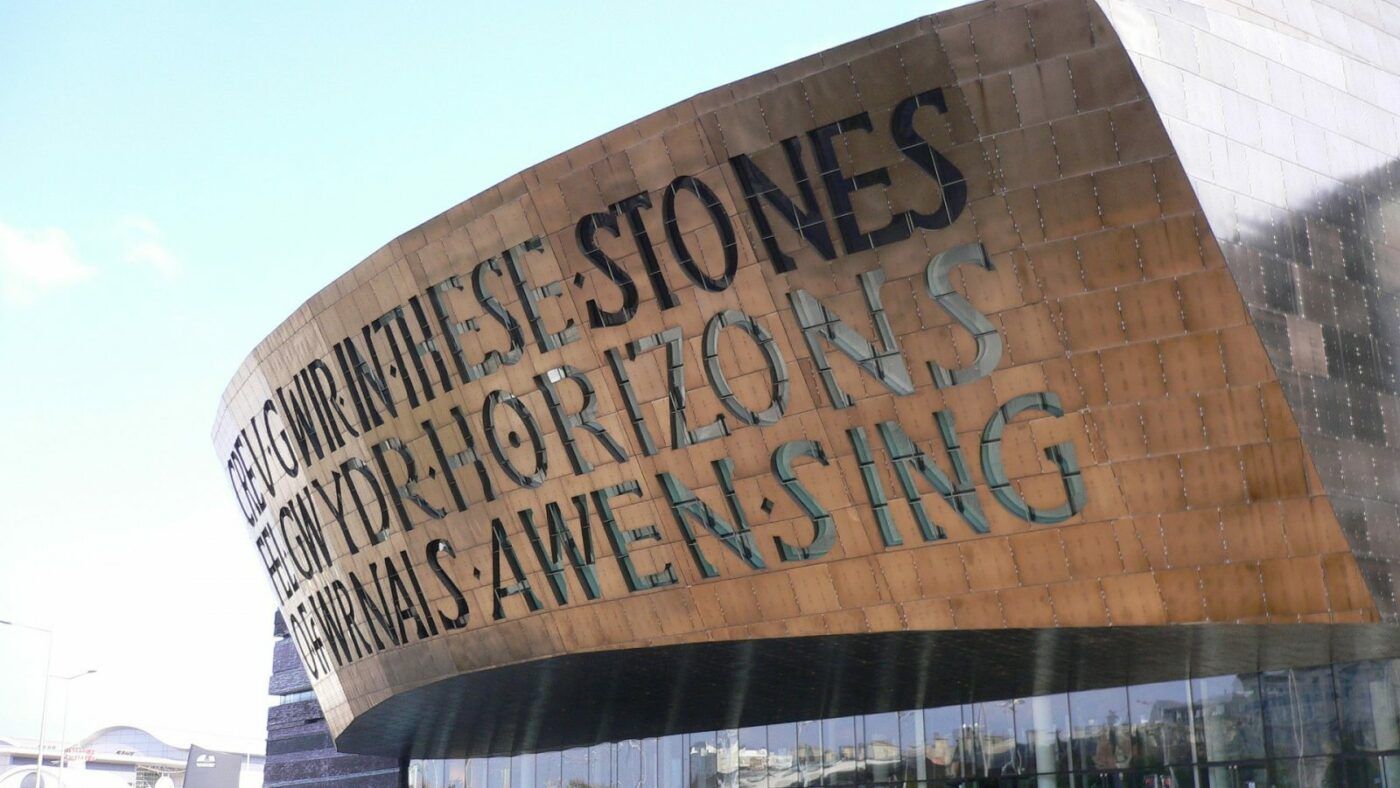 CREU·GWIR·IN·THESE·STONES
FEL·GWYDR·HORIZONS
O·FFWRNAIS·AWEN·SING